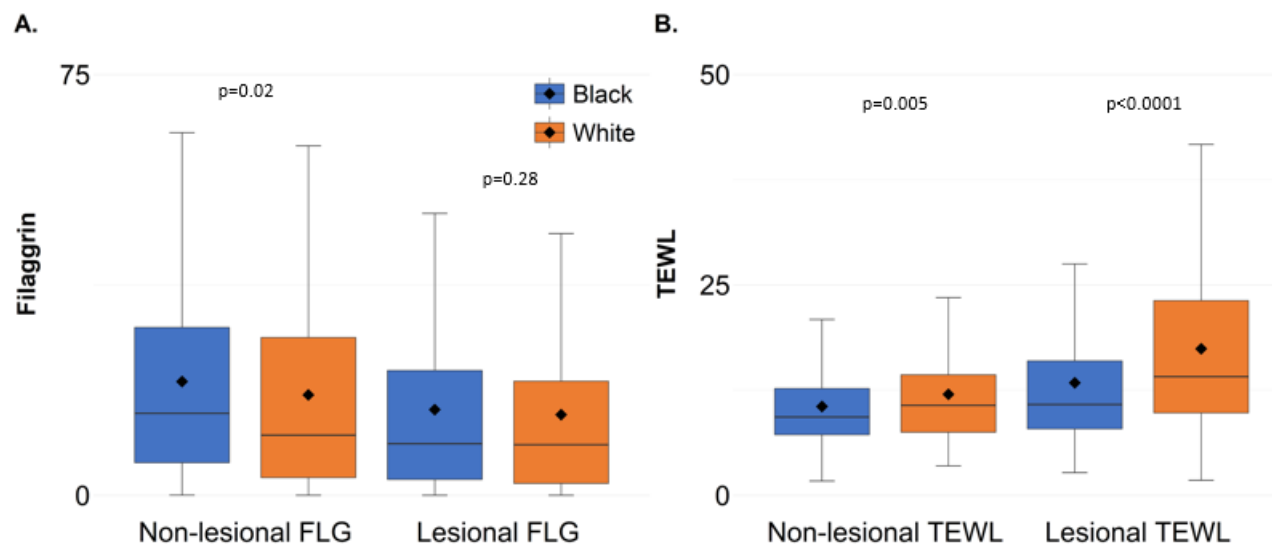 A.
75
p=0.02
Black
White
p=0.28
Filaggrin
0
Non-lesional FLG
Lesional FLG
B.
50
p=0.005
p<0.0001
25
TEWL
0
Non-lesional TEWL
Lesional TEWL